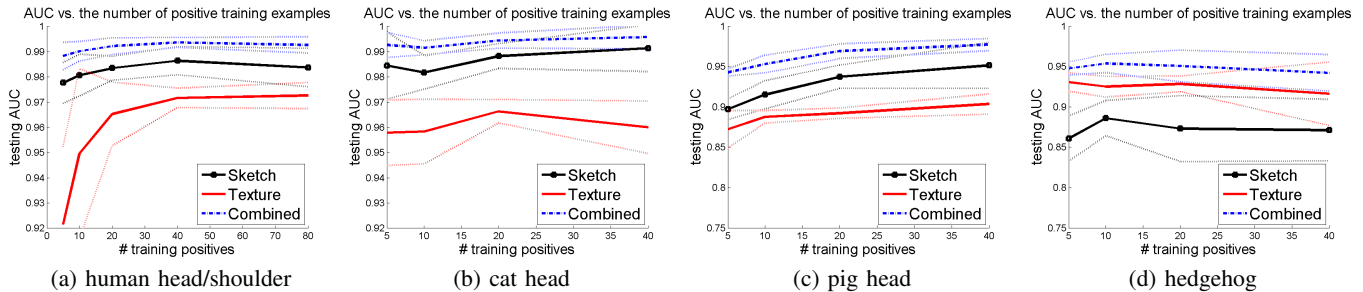 AUC vs. the number of positive training examples
testing AUC
1
0.99
0.98
0.97
0.96
0.95
0.94
0.93
0.92
0 10 20 30 40 50 60 70 80
# training positives
Sketch
Texture
Combined
(a) human head/shoulder
AUC vs. the number of positive training examples
testing AUC
1
0.99
0.98
0.97
0.96
0.95
0.94
0.93
0.92
5 10 15 20 25 30 35 40
# training positives
Sketch
Texture
Combined
(b) cat head
AUC vs. the number of positive training examples
testing AUC
1
0.95
0.9
0.85
0.8
0.75
5 10 15 20 25 30 35 40
# training positives
Sketch
Texture
Combined
(c) pig head
AUC vs. the number of positive training examples
testing AUC
1
0.95
0.9
0.85
0.8
0.75
5 10 15 20 25 30 35 40
# training positives
Sketch
Texture
Combined
(d) hedgehog